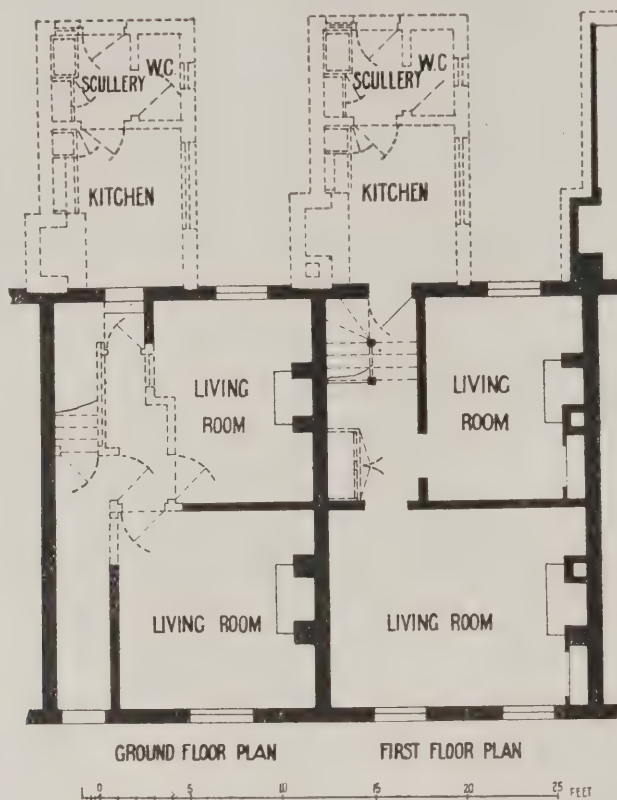 SCULLERY
W.C
SCULLERY
W.C
KITCHEN
KITCHEN
LIVING
ROOM
LIVING
ROOM
LIVING ROOM
LIVING ROOM
GROUND FLOOR PLAN
FIRST FLOOR PLAN
0 5 10 15 20 25 FEET